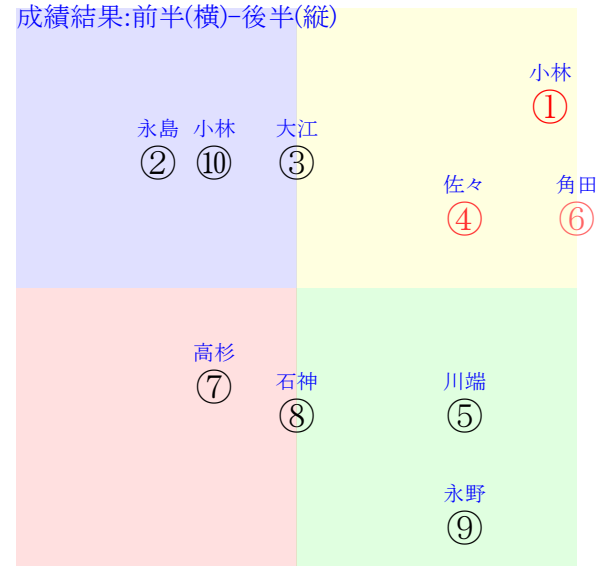 成績結果:前半(横)-後半(縦)
小林
①
永島 小林 大江
② ⑩ ③
佐々 角田
④ ⑥
高杉
⑦
石神 川端
⑧ ⑤
永野
⑨